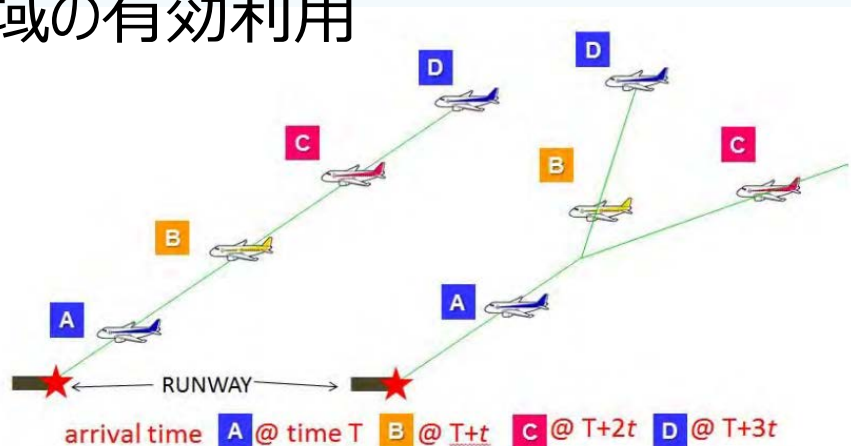 域の有効利用
D
D
C
C
B
B
A
A
RUNWAY
arrival time A @ time T B @ T+t C @ T+2t D @ T+3t